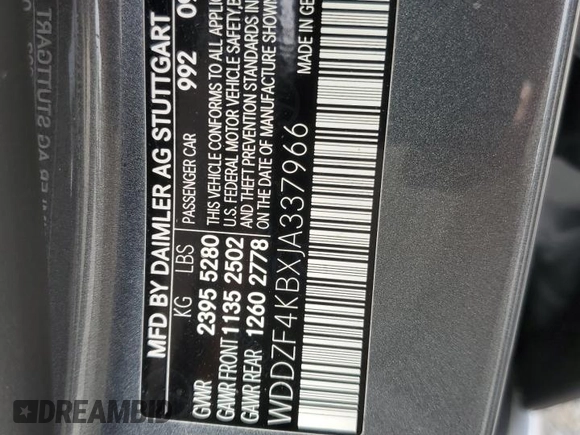 MFD BY DAIMLER AG STUTTGART
KG LBS PASSENGER CAR 992
GVWR 2395 5280
GAWR FRONT 1135 2502
GAWR REAR 1260 2778
THIS VEHICLE CONFORMS TO ALL
U.S. FEDERAL MOTOR VEHICLE SAFETY,
AND THEFT PREVENTION STANDARDS IN
ON THE DATE OF MANUFACTURE SHOWN
MADE IN GE
WDDZF4KBXJA337966
DREAMBID